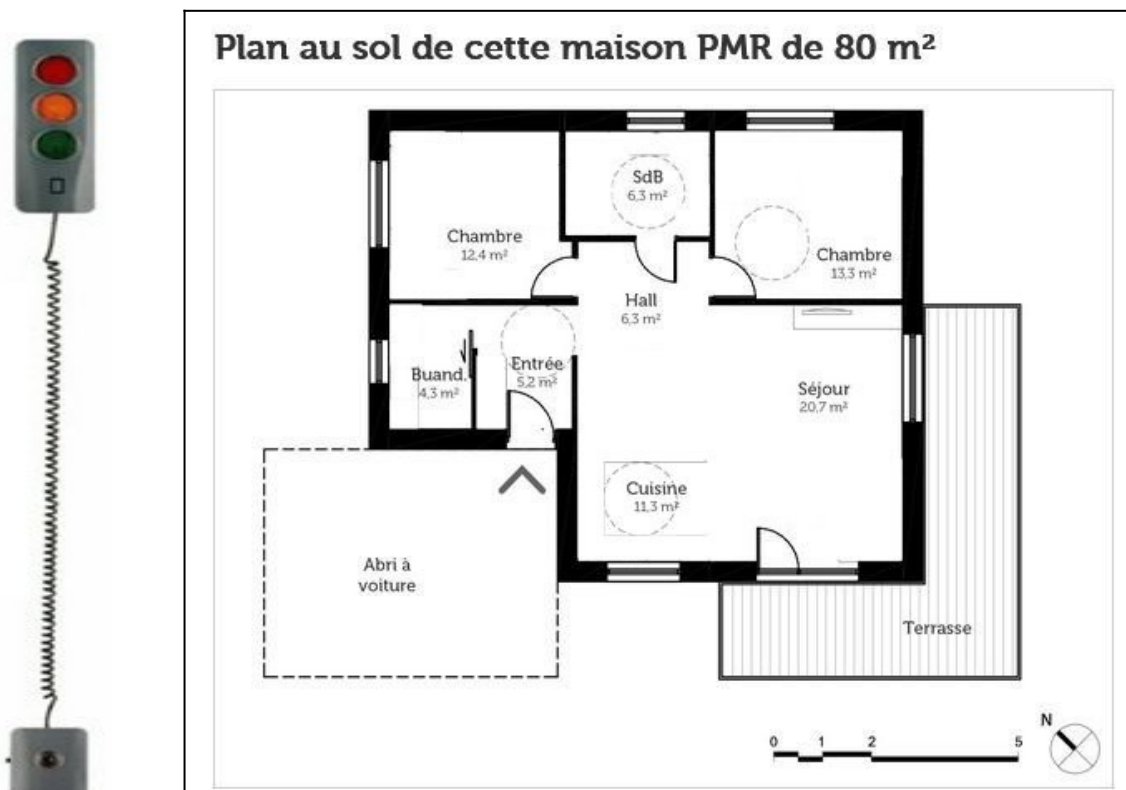 Plan au sol de cette maison PMR de 80 m²
SdB
6,3 m²
Chambre
12,4 m²
Chambre
13,3 m²
Hall
6,3 m²
Entrée
5,2 m²
Buand.
4,3 m²
Séjour
20,7 m²
Cuisine
11,3 m²
Abri à
voiture
Terrasse
N
0 1 2 5